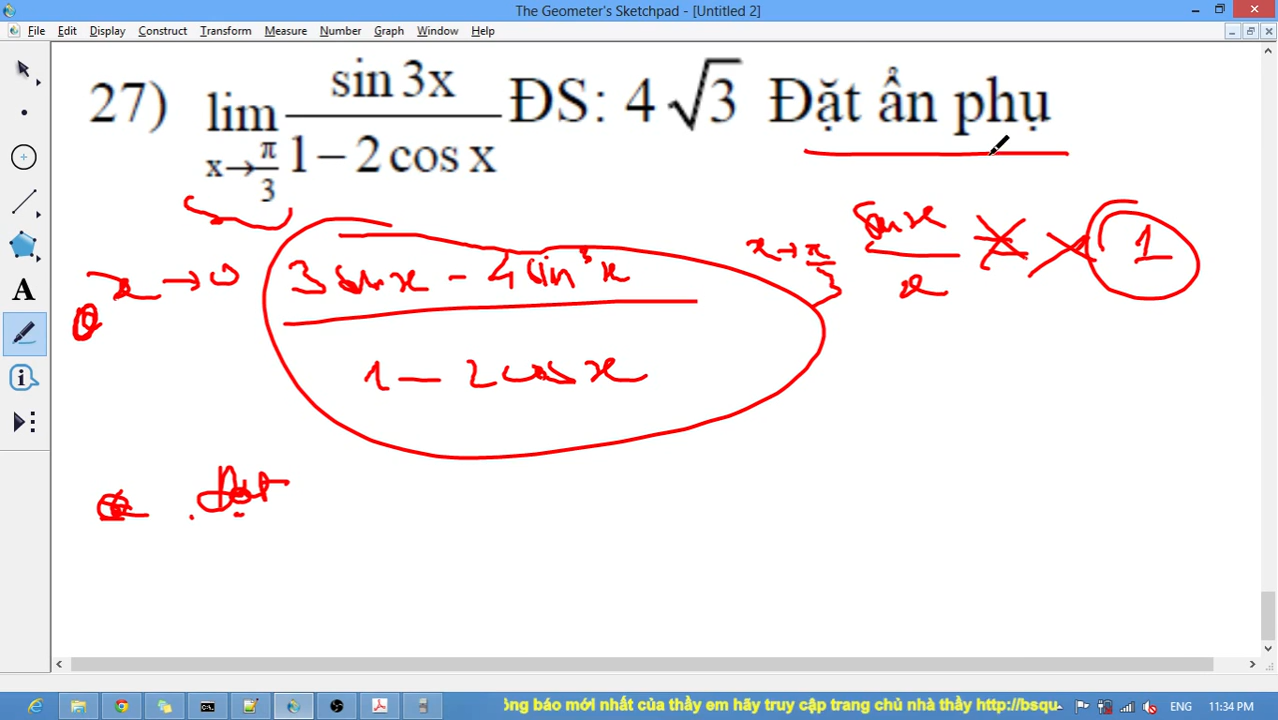 The Geometer's Sketchpad - [Untitled 2]
File Edit Display Construct Transform Measure Number Graph Window Help
27) lim x→π/3 sin 3x / 1 − 2 cos x ĐS: 4√3 Đặt ẩn phụ
x → 0
3 sin x − 4 sin³ x
1 − 2 cos x
x → π/3
sin x / x
1
đặt
A
ông báo mới nhất của thầy em hãy truy cập trang chủ nhà thầy http://bsqu
ENG 11:34 PM